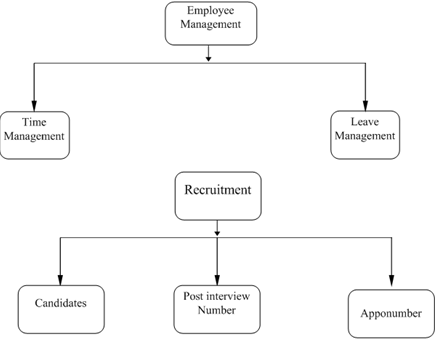 Employee
Management
Time
Management
Leave
Management
Recruitment
Candidates
Post interview
Number
Apponumber